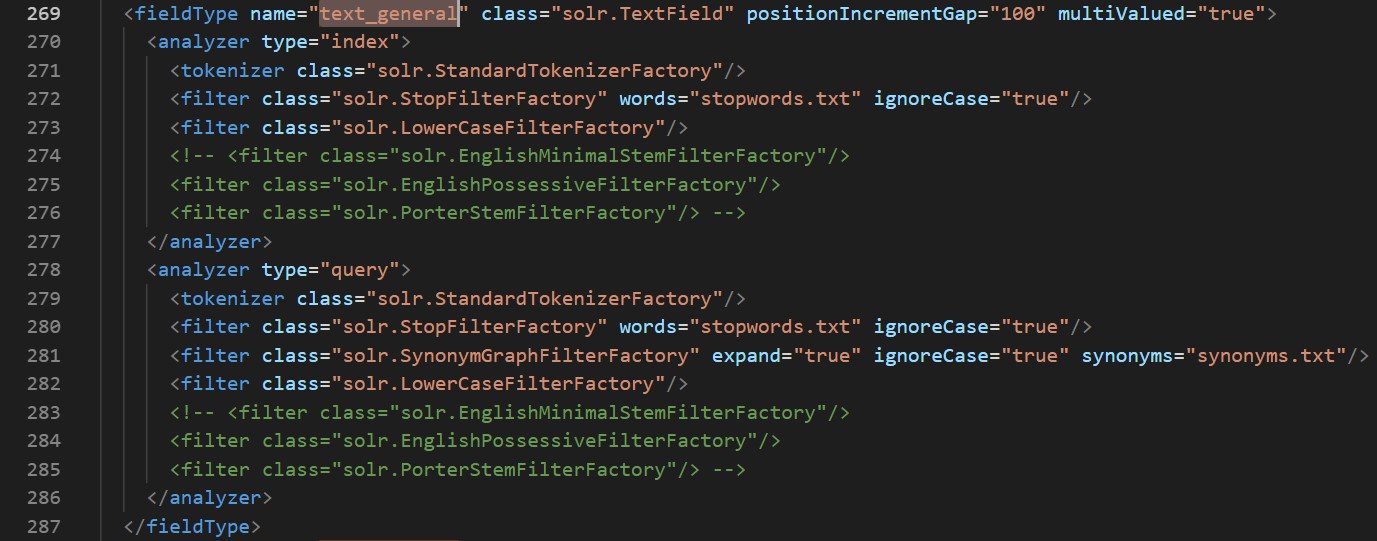 269 <fieldType name="text_general" class="solr.TextField" positionIncrementGap="100" multiValued="true">
270 <analyzer type="index">
271 <tokenizer class="solr.StandardTokenizerFactory"/>
272 <filter class="solr.StopFilterFactory" words="stopwords.txt" ignoreCase="true"/>
273 <filter class="solr.LowerCaseFilterFactory"/>
274 <!-- <filter class="solr.EnglishMinimalStemFilterFactory"/>
275 <filter class="solr.EnglishPossessiveFilterFactory"/>
276 <filter class="solr.PorterStemFilterFactory"/> -->
277 </analyzer>
278 <analyzer type="query">
279 <tokenizer class="solr.StandardTokenizerFactory"/>
280 <filter class="solr.StopFilterFactory" words="stopwords.txt" ignoreCase="true"/>
281 <filter class="solr.SynonymGraphFilterFactory" expand="true" ignoreCase="true" synonyms="synonyms.txt"/>
282 <filter class="solr.LowerCaseFilterFactory"/>
283 <!-- <filter class="solr.EnglishMinimalStemFilterFactory"/>
284 <filter class="solr.EnglishPossessiveFilterFactory"/>
285 <filter class="solr.PorterStemFilterFactory"/> -->
286 </analyzer>
287 </fieldType>